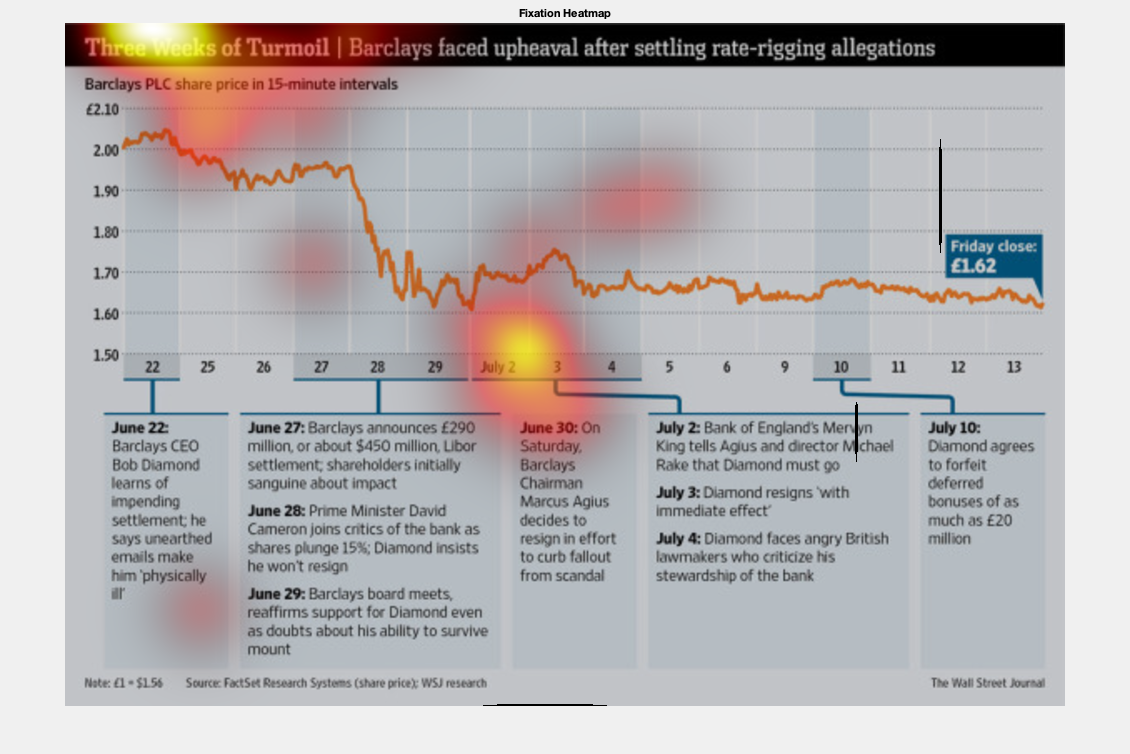 Fixation Heatmap
Three Weeks of Turmoil | Barclays faced upheaval after settling rate-rigging allegations
Barclays PLC share price in 15-minute intervals
£2.10
2.00
1.90
1.80
1.70
1.60
1.50
Friday close:
£1.62
22 25 26 27 28 29 July 2 3 4 5 6 9 10 11 12 13
June 22:
Barclays CEO
Bob Diamond
learns of
impending
settlement; he
says unearthed
emails make
him 'physically
ill'
June 27: Barclays announces £290
million, or about $450 million, Libor
settlement; shareholders initially
sanguine about impact
June 28: Prime Minister David
Cameron joins critics of the bank as
shares plunge 15%; Diamond insists
he won't resign
June 29: Barclays board meets,
reaffirms support for Diamond even
as doubts about his ability to survive
mount
June 30: On
Saturday,
Barclays
Chairman
Marcus Agius
decides to
resign in effort
to curb fallout
from scandal
July 2: Bank of England's Mervyn
King tells Agius and director Michael
Rake that Diamond must go
July 3: Diamond resigns 'with
immediate effect'
July 4: Diamond faces angry British
lawmakers who criticize his
stewardship of the bank
July 10:
Diamond agrees
to forfeit
deferred
bonuses of as
much as £20
million
Note: £1 = $1.56 Source: FactSet Research Systems (share price); WSJ research
The Wall Street Journal